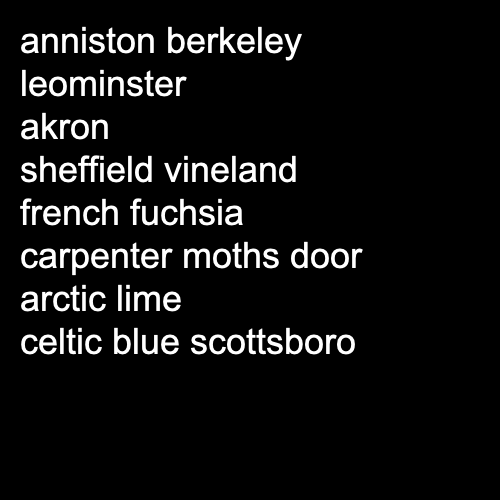 anniston berkeley
leominster
akron
sheffield vineland
french fuchsia
carpenter moths door
arctic lime
celtic blue scottsboro